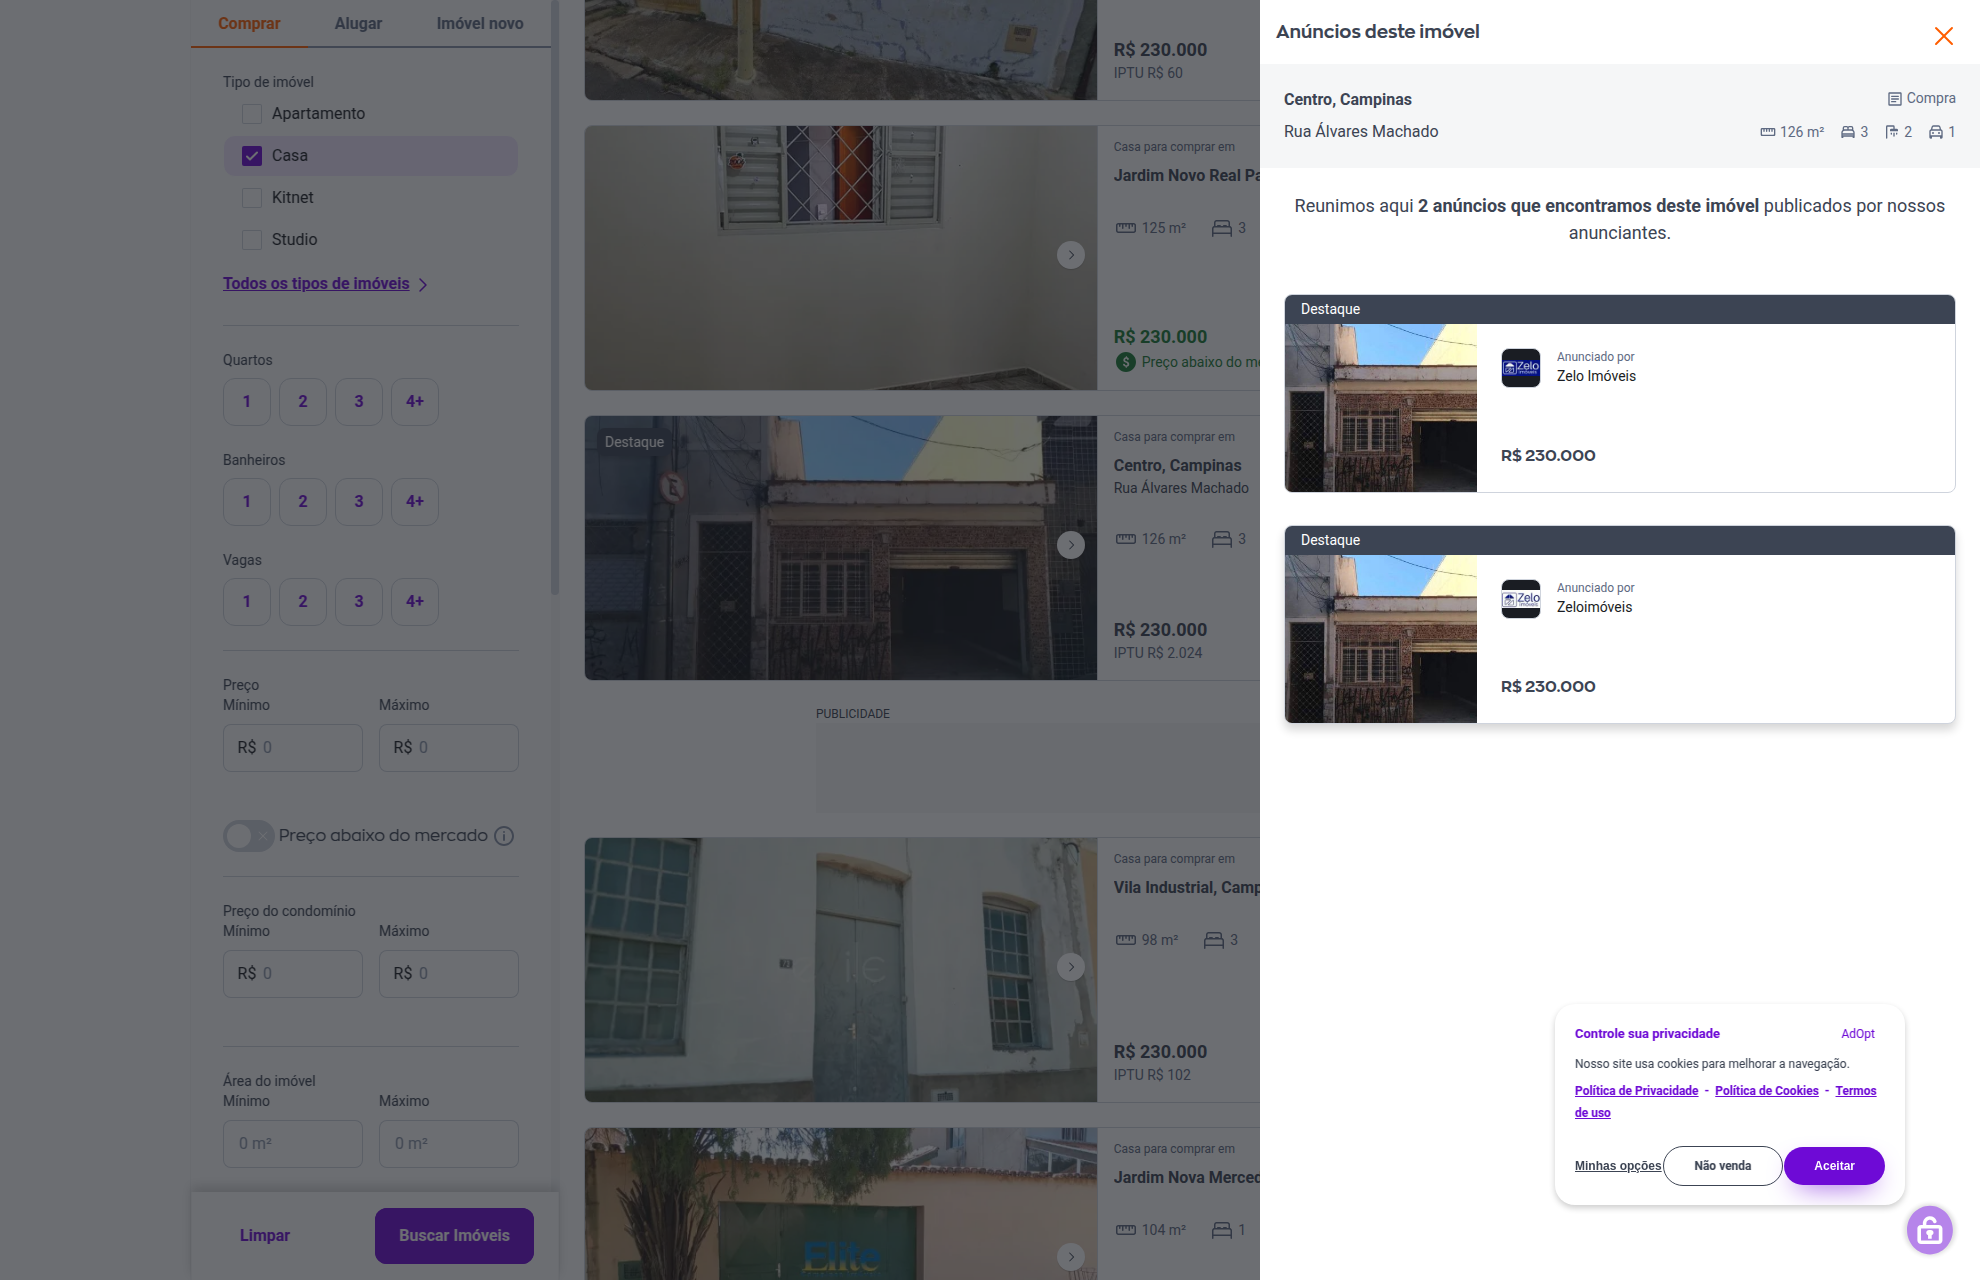 Comprar
Alugar
Imóvel novo
Tipo de imóvel
Apartamento
Casa
Kitnet
Studio
Todos os tipos de imóveis
Quartos
1 2 3 4+
Banheiros
1 2 3 4+
Vagas
1 2 3 4+
Preço
Mínimo Máximo
R$ 0 R$ 0
Preço abaixo do mercado
Preço do condomínio
Mínimo Máximo
R$ 0 R$ 0
Área do imóvel
Mínimo Máximo
0 m² 0 m²
Limpar
Buscar Imóveis
R$ 230.000
IPTU R$ 60
Casa para comprar em
Jardim Novo Real Pa
125 m² 3
R$ 230.000
$ Preço abaixo do me
Destaque
Casa para comprar em
Centro, Campinas
Rua Álvares Machado
126 m² 3
R$ 230.000
IPTU R$ 2.024
PUBLICIDADE
Casa para comprar em
Vila Industrial, Camp
98 m² 3
R$ 230.000
IPTU R$ 102
Casa para comprar em
Jardim Nova Merced
104 m² 1
Elite
Anúncios deste imóvel
Centro, Campinas
Compra
Rua Álvares Machado
126 m² 3 2 1
Reunimos aqui 2 anúncios que encontramos deste imóvel publicados por nossos
anunciantes.
Destaque
Zelo
Anunciado por
Zelo Imóveis
R$ 230.000
Destaque
Zelo
Anunciado por
Zeloimóveis
R$ 230.000
Controle sua privacidade
AdOpt
Nosso site usa cookies para melhorar a navegação.
Política de Privacidade - Política de Cookies - Termos
de uso
Minhas opções
Não venda
Aceitar